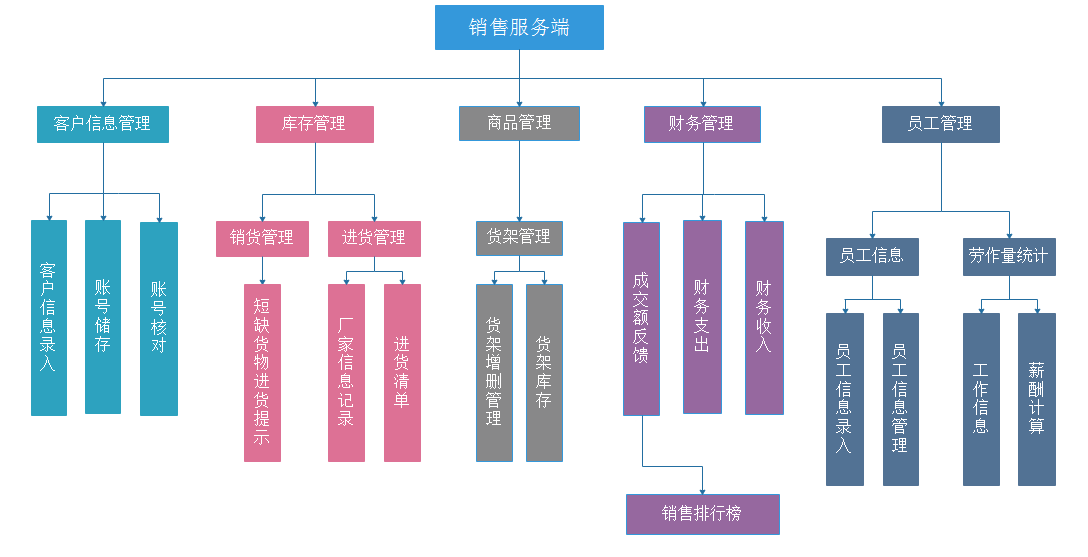 销售服务端
客户信息管理
库存管理
商品管理
财务管理
员工管理
销货管理
进货管理
货架管理
员工信息
劳作量统计
客户信息录入
账号储存
账号核对
短缺货物进货提示
厂家信息记录
进货清单
货架增删管理
货架库存
成交额反馈
财务支出
财务收入
员工信息录入
员工信息管理
工作信息
薪酬计算
销售排行榜